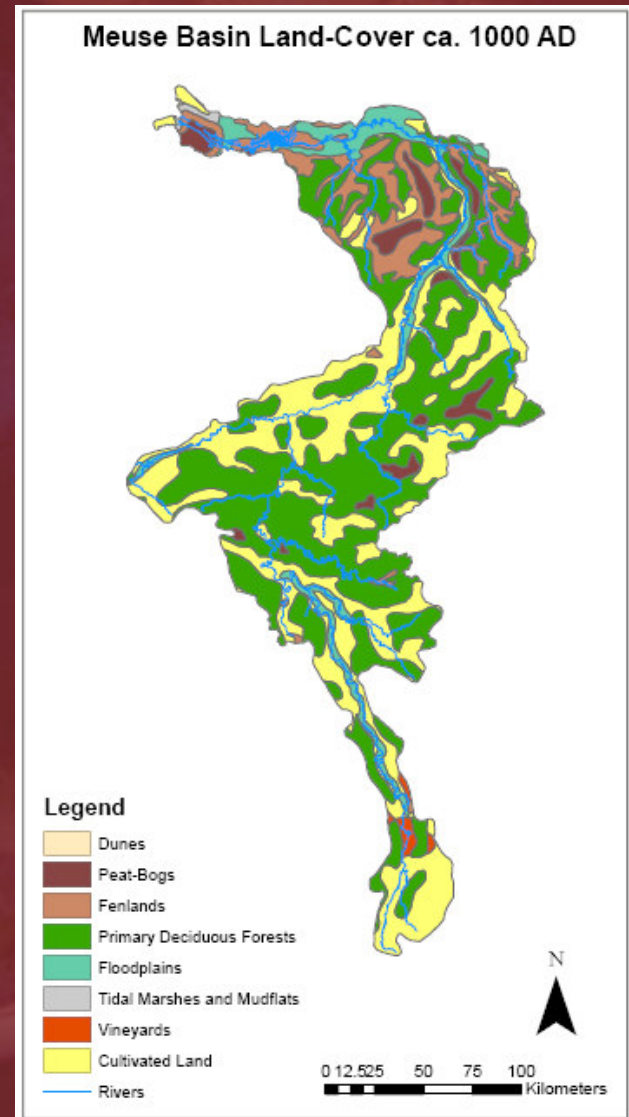 Meuse Basin Land-Cover ca. 1000 AD
Legend
Dunes
Peat-Bogs
Fenlands
Primary Deciduous Forests
Floodplains
Tidal Marshes and Mudflats
Vineyards
Cultivated Land
Rivers
N
0 12.525 50 75 100
Kilometers